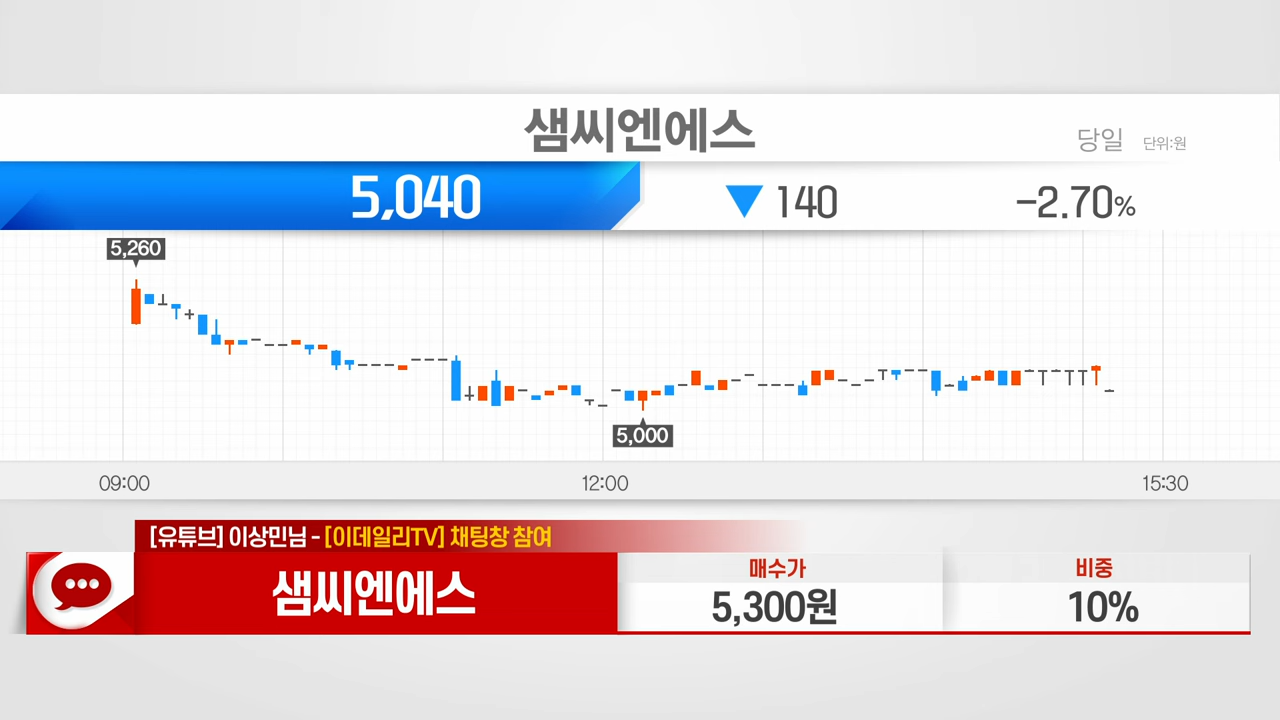 샘씨엔에스
당일 단위:원
5,040 ▼ 140 -2.70%
5,260
5,000
09:00 12:00 15:30
[유튜브] 이상민님 - [이데일리TV] 채팅창 참여
샘씨엔에스
매수가 비중
5,300원 10%